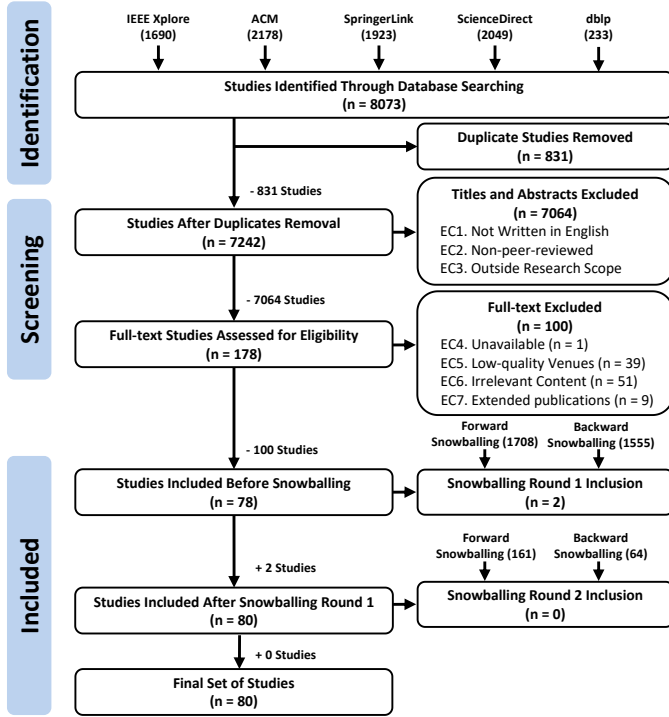 Identification
IEEE Xplore
(1690)
ACM
(2178)
SpringerLink
(1923)
ScienceDirect
(2049)
dblp
(233)
Studies Identified Through Database Searching
(n = 8073)
Duplicate Studies Removed
(n = 831)
- 831 Studies
Screening
Studies After Duplicates Removal
(n = 7242)
Titles and Abstracts Excluded
(n = 7064)
EC1. Not Written in English
EC2. Non-peer-reviewed
EC3. Outside Research Scope
- 7064 Studies
Full-text Studies Assessed for Eligibility
(n = 178)
Full-text Excluded
(n = 100)
EC4. Unavailable (n = 1)
EC5. Low-quality Venues (n = 39)
EC6. Irrelevant Content (n = 51)
EC7. Extended publications (n = 9)
- 100 Studies
Included
Forward
Snowballing (1708)
Backward
Snowballing (1555)
Studies Included Before Snowballing
(n = 78)
Snowballing Round 1 Inclusion
(n = 2)
+ 2 Studies
Forward
Snowballing (161)
Backward
Snowballing (64)
Studies Included After Snowballing Round 1
(n = 80)
Snowballing Round 2 Inclusion
(n = 0)
+ 0 Studies
Final Set of Studies
(n = 80)